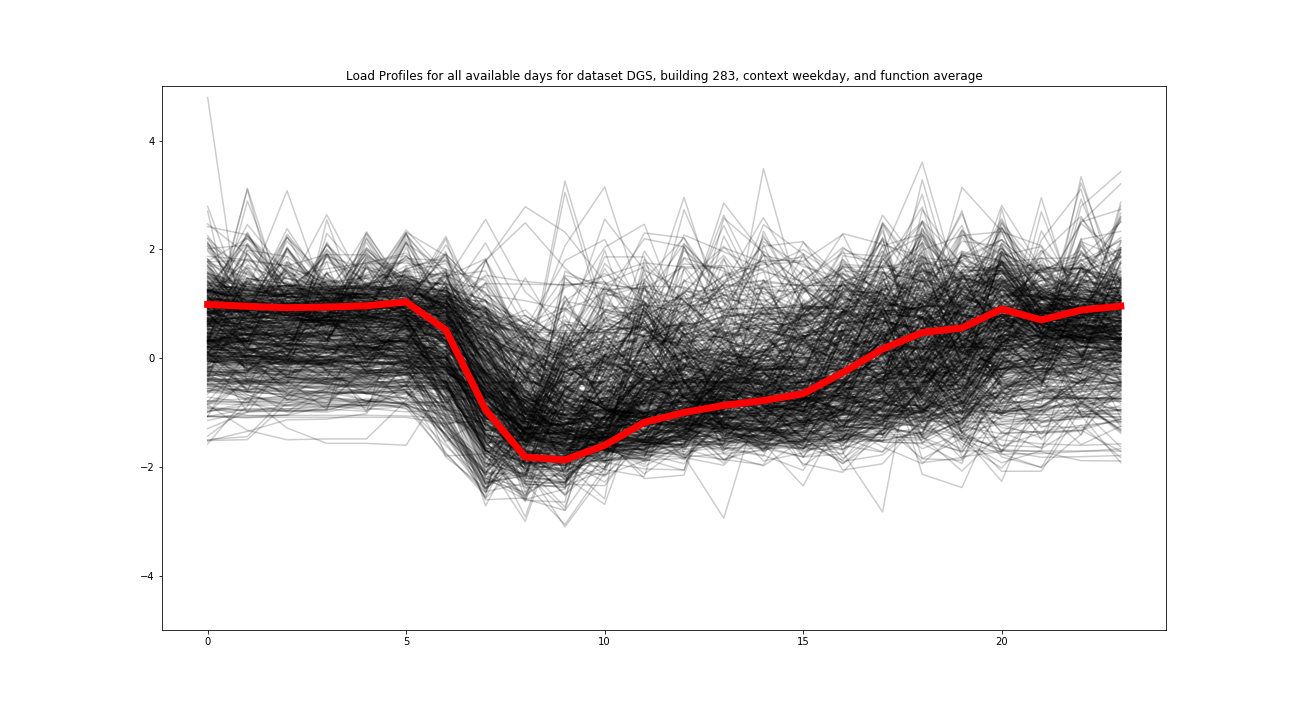 Load Profiles for all available days for dataset DGS, building 283, context weekday, and function average
4
2
0
−2
−4
0 5 10 15 20